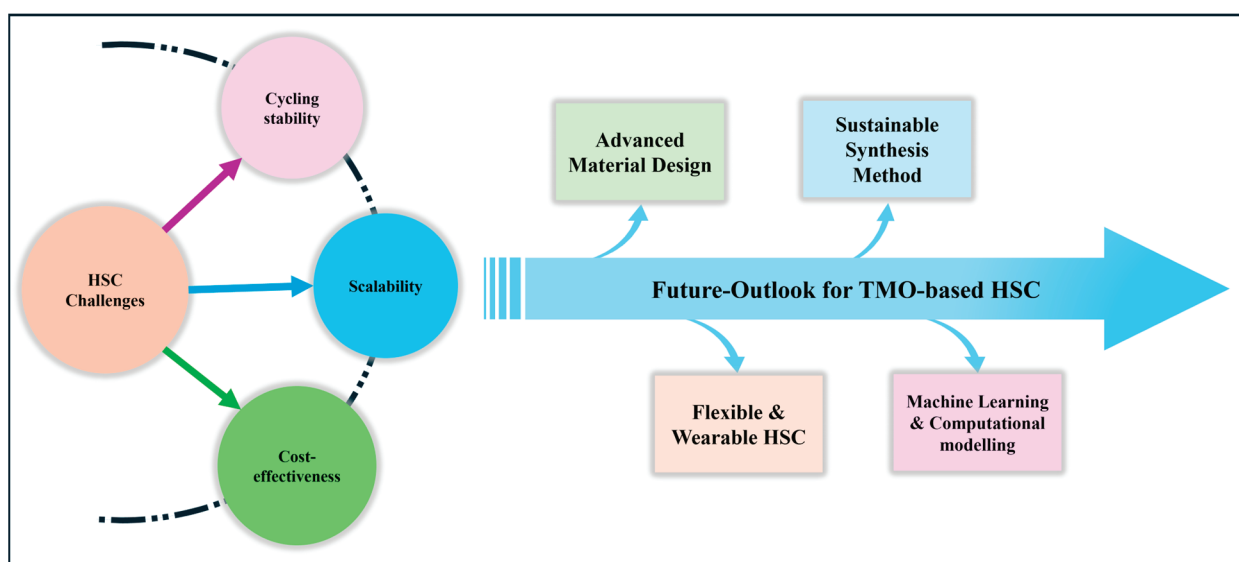 Cycling
stability
HSC
Challenges
Scalability
Cost-
effectiveness
Advanced
Material Design
Sustainable
Synthesis
Method
Future-Outlook for TMO-based HSC
Flexible &
Wearable HSC
Machine Learning
& Computational
modelling